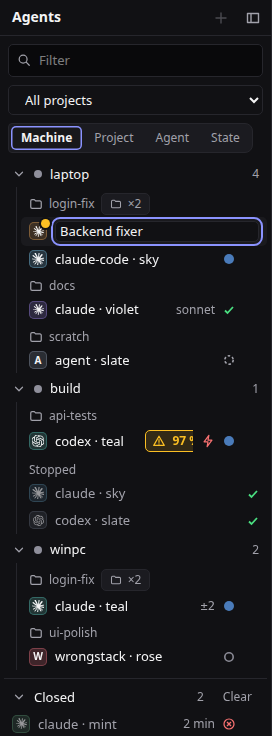 Agents
Filter
All projects
Machine Project Agent State
laptop 4
login-fix ×2
Backend fixer
claude-code · sky
docs
claude · violet sonnet
scratch
A agent · slate
build 1
api-tests
codex · teal 97 %
Stopped
claude · sky
codex · slate
winpc 2
login-fix ×2
claude · teal ±2
ui-polish
W wrongstack · rose
Closed 2 Clear
claude · mint 2 min